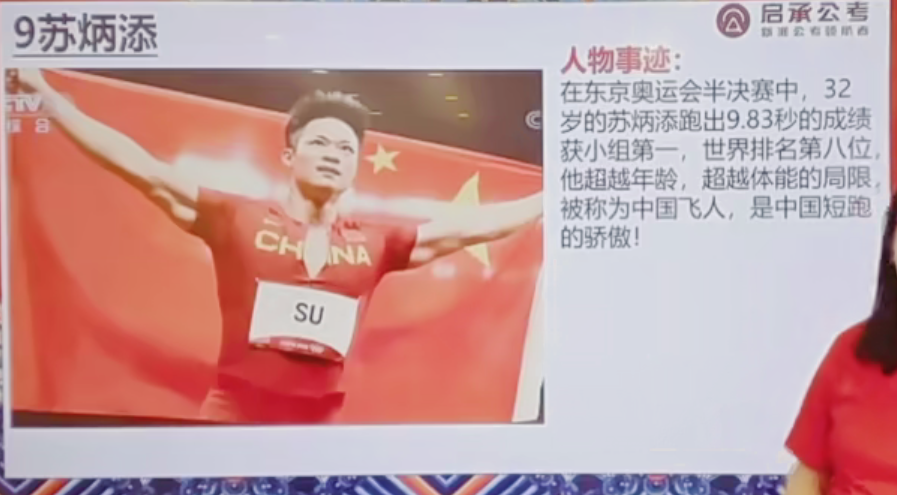 9苏炳添
启承公考
人物事迹：
在东京奥运会半决赛中，32
岁的苏炳添跑出9.83秒的成绩
获小组第一，世界排名第八位，
他超越年龄，超越体能的局限，
被称为中国飞人，是中国短跑
的骄傲！
CHINA
SU